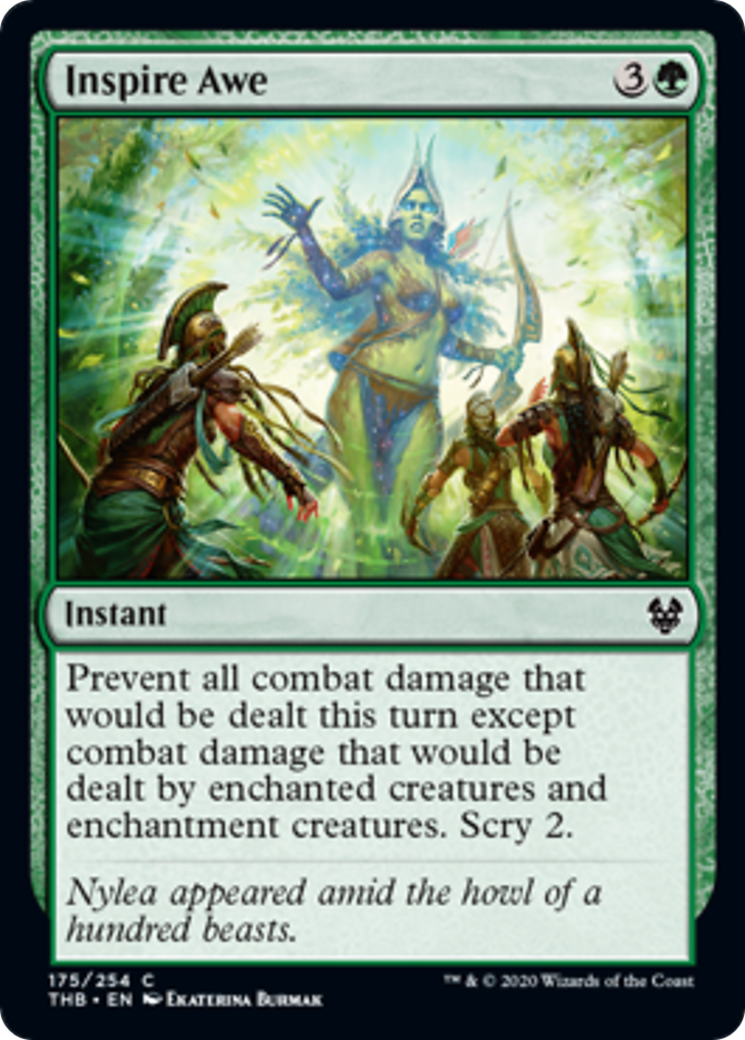 Inspire Awe 3
Instant
Prevent all combat damage that
would be dealt this turn except
combat damage that would be
dealt by enchanted creatures and
enchantment creatures. Scry 2.
Nylea appeared amid the howl of a
hundred beasts.
175/254 C
™ & © 2020 Wizards of the Coast
THB • EN Ekaterina Burmak